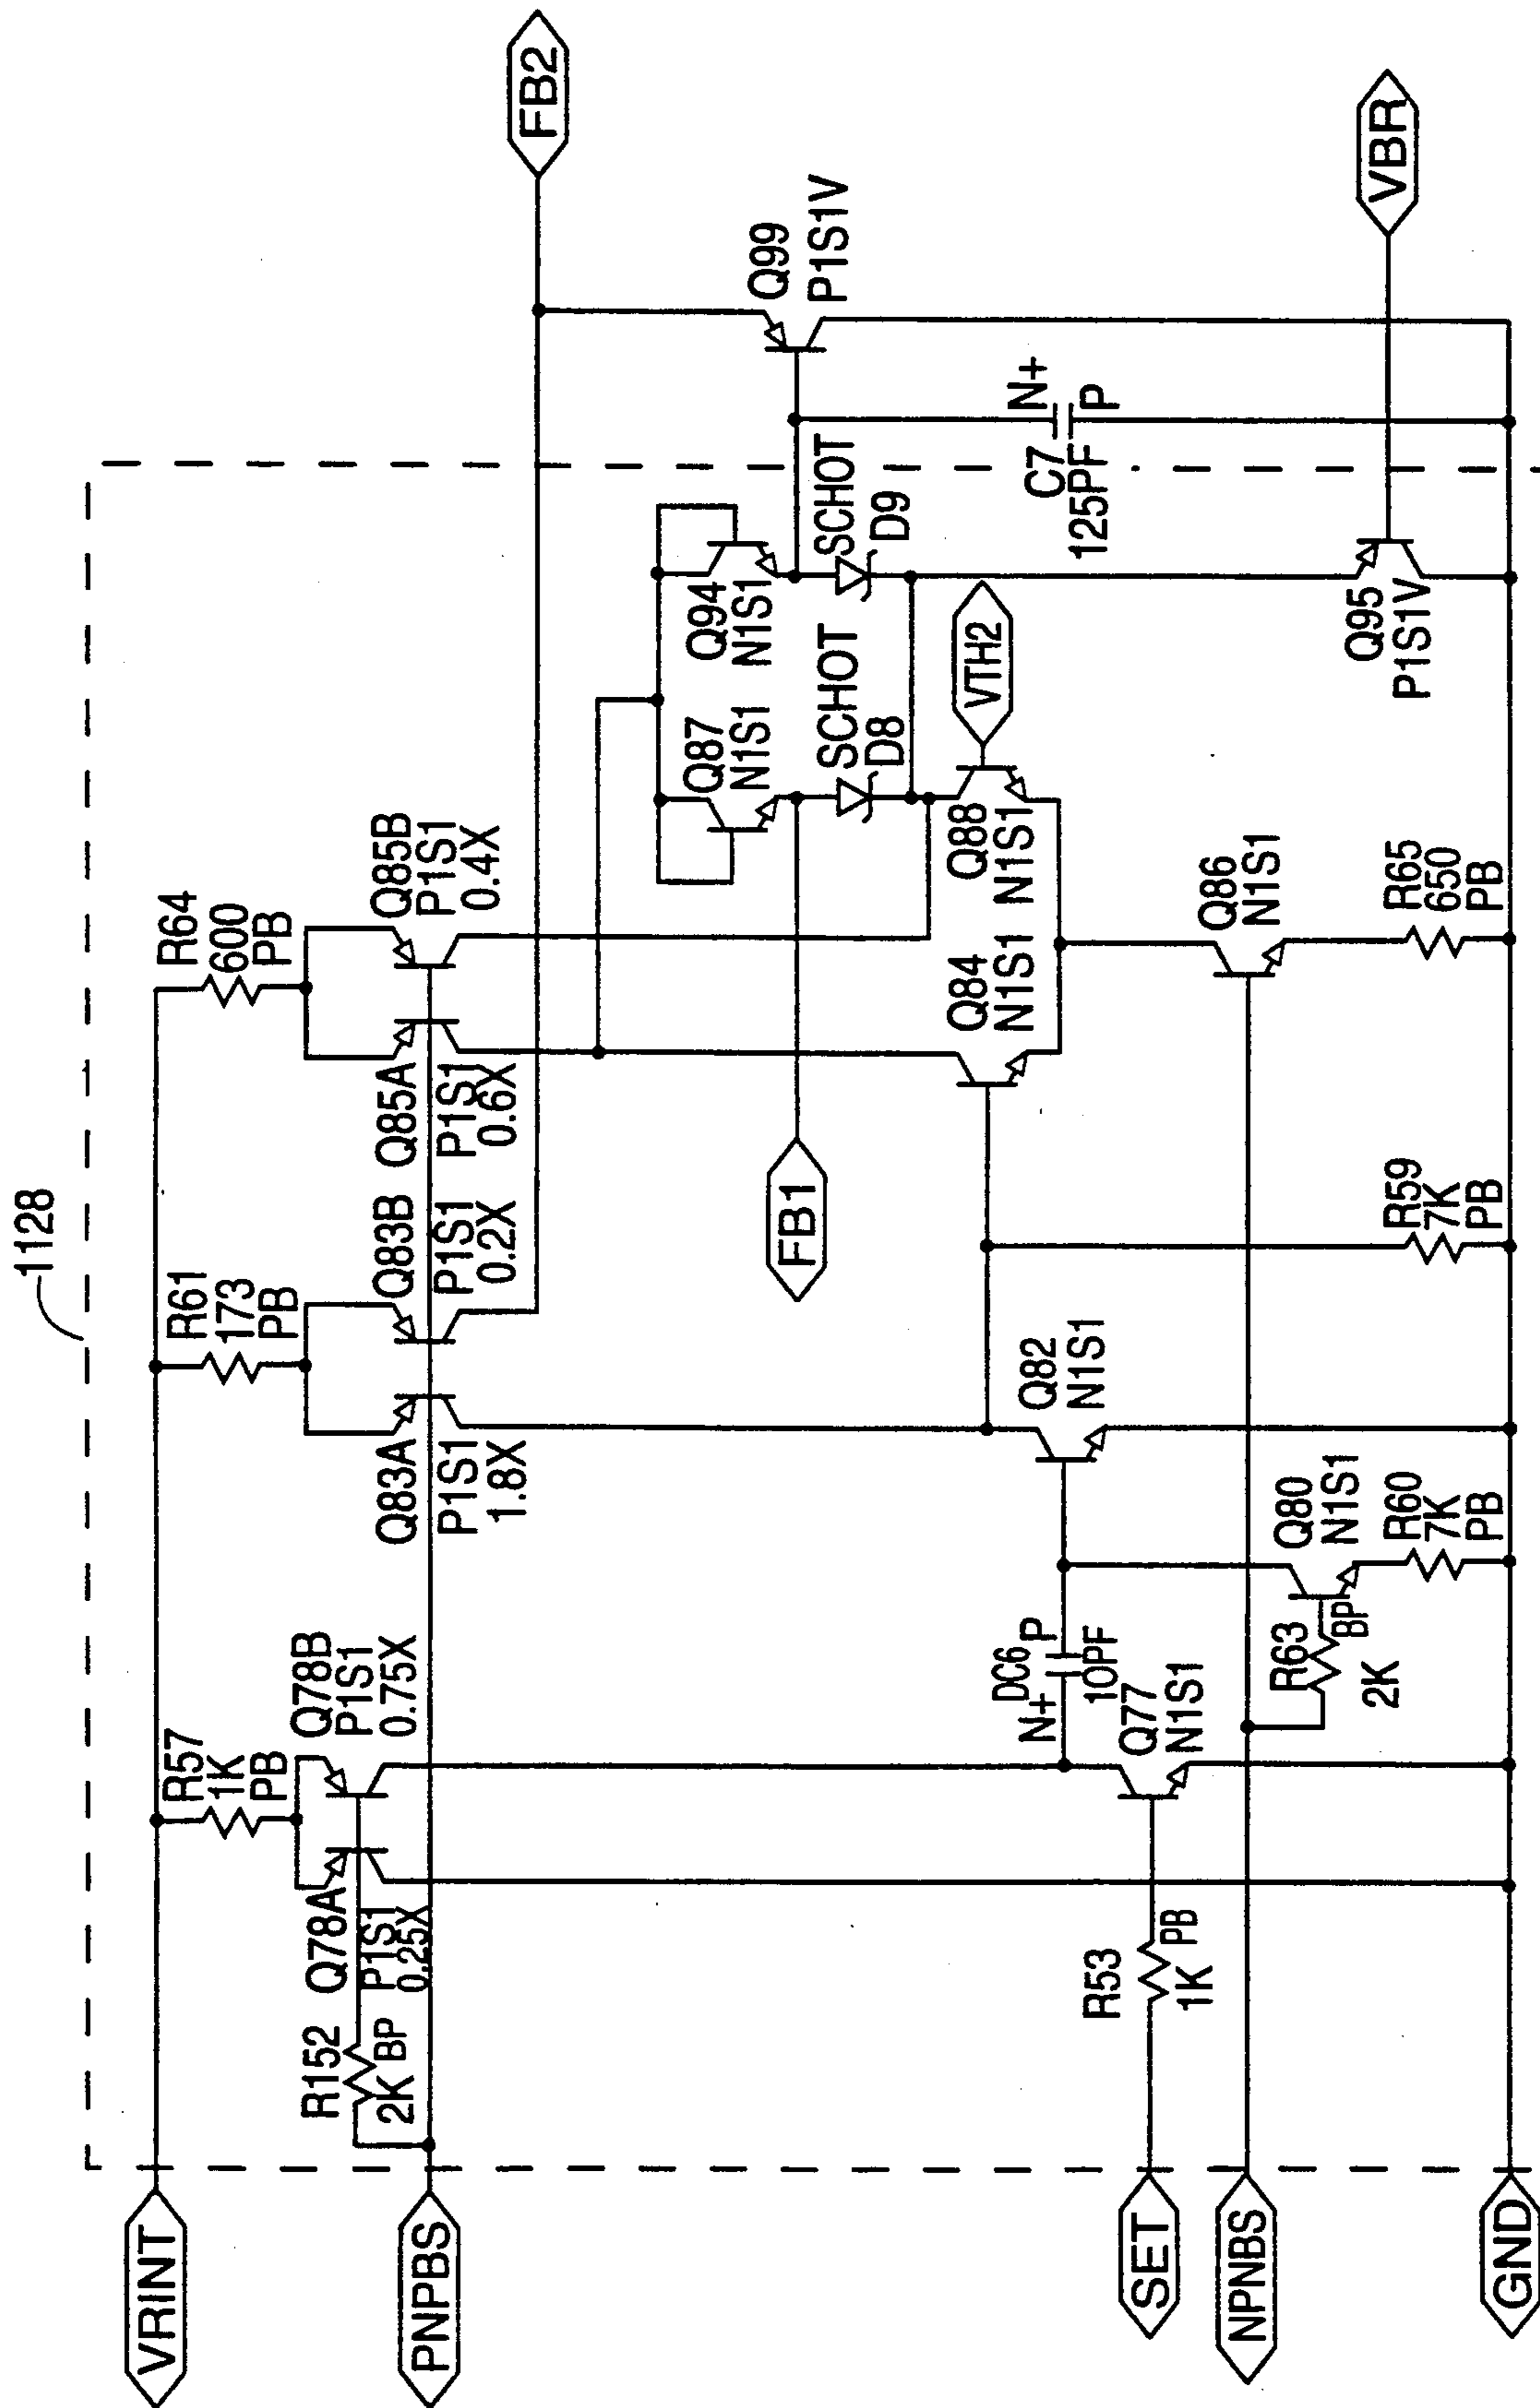 1128
VRINT
PNPBS
SET
NPNBS
GND
R152
2K BP
R57
1K
PB
Q78A
P1S1
0.25X
Q78B
P1S1
0.75X
R61
173
PB
Q83A
P1S1
1.8X
Q83B
P1S1
0.2X
R64
600
PB
Q85A
P1S1
0.6X
Q85B
P1S1
0.4X
FB2
FB1
Q87
N1S1
Q94
N1S1
SCHOT
D8
SCHOT
D9
Q99
P1S1V
N+
C7
P
125PF
VTH2
VBR
Q84
N1S1
Q88
N1S1
Q95
P1S1V
Q86
N1S1
R65
650
PB
R59
7K
PB
Q82
N1S1
DC6
N+
P
10PF
Q77
N1S1
R53
1K
PB
R63
BP
2K
Q80
N1S1
R60
7K
PB